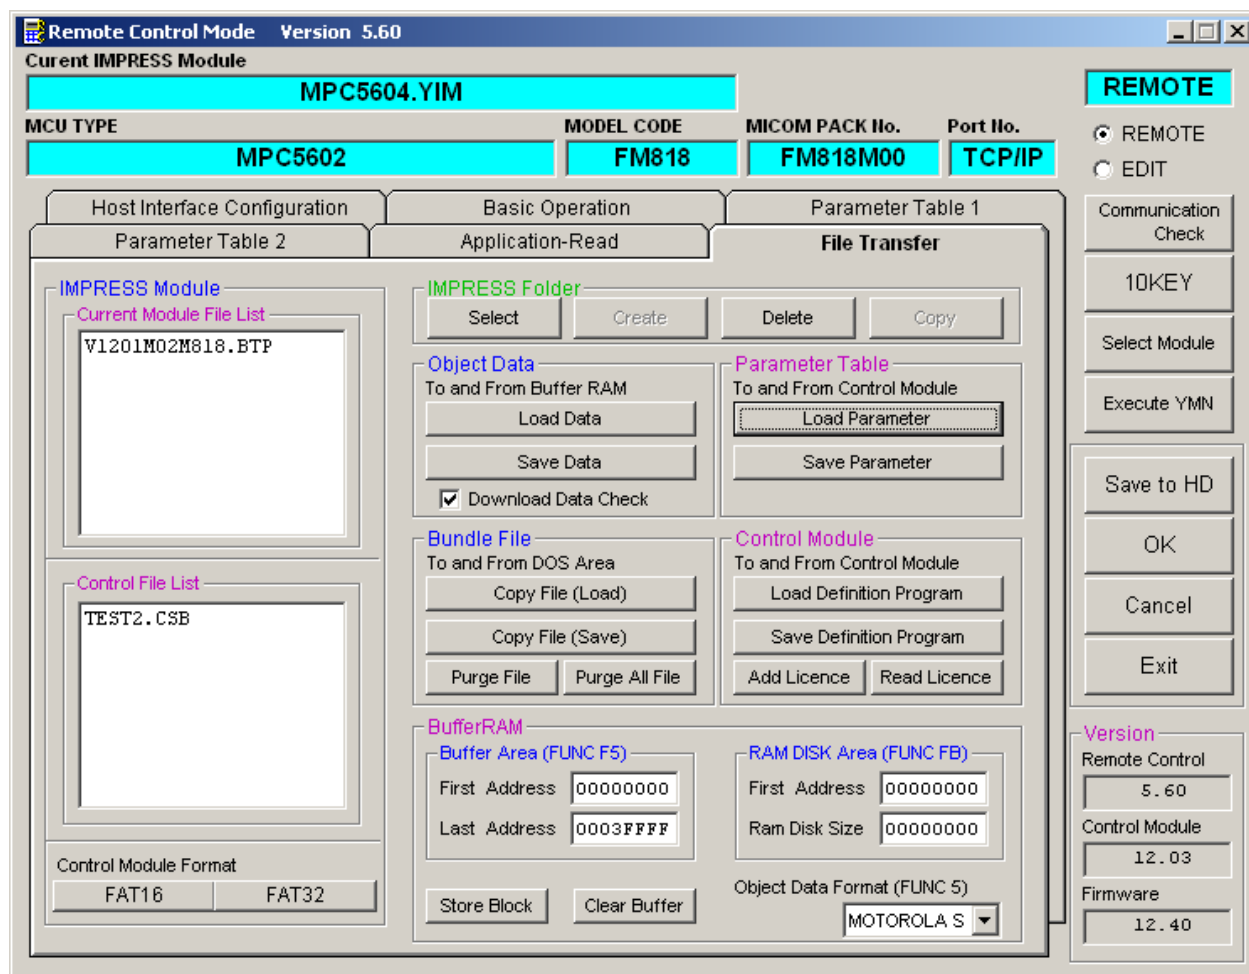 Remote Control Mode Version 5.60
Curent IMPRESS Module
MPC5604.YIM
REMOTE
MCU TYPE MODEL CODE MICOM PACK No. Port No.
MPC5602 FM818 FM818M00 TCP/IP
REMOTE
EDIT
Host Interface Configuration Basic Operation Parameter Table 1
Parameter Table 2 Application-Read File Transfer
IMPRESS Module
Current Module File List
V1201M02M818.BTP
Control File List
TEST2.CSB
Control Module Format
FAT16 FAT32
IMPRESS Folder
Select Create Delete Copy
Object Data
To and From Buffer RAM
Load Data
Save Data
Download Data Check
Parameter Table
To and From Control Module
Load Parameter
Save Parameter
Bundle File
To and From DOS Area
Copy File (Load)
Copy File (Save)
Purge File Purge All File
Control Module
To and From Control Module
Load Definition Program
Save Definition Program
Add Licence Read Licence
BufferRAM
Buffer Area (FUNC F5)
First Address 00000000
Last Address 0003FFFF
RAM DISK Area (FUNC FB)
First Address 00000000
Ram Disk Size 00000000
Store Block Clear Buffer
Object Data Format (FUNC 5)
MOTOROLA S
Communication
Check
10KEY
Select Module
Execute YMN
Save to HD
OK
Cancel
Exit
Version
Remote Control
5.60
Control Module
12.03
Firmware
12.40